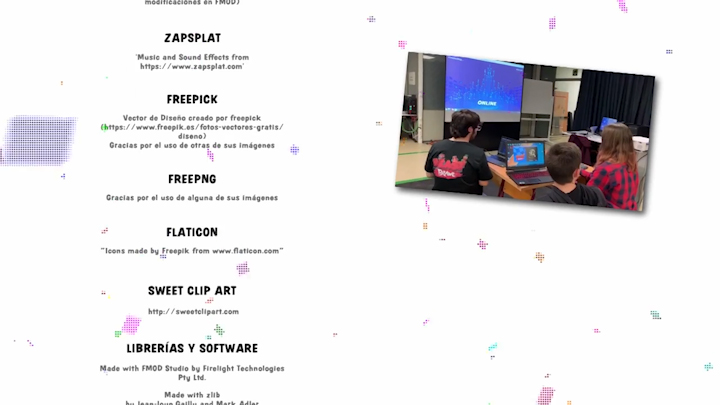 modificaciones en FMOD)
ZAPSPLAT
'Music and Sound Effects from
https://www.zapsplat.com'
FREEPICK
Vector de Diseño creado por freepick
(https://www.freepik.es/fotos-vectores-gratis/
diseno)
Gracias por el uso de otras de sus imágenes
FREEPNG
Gracias por el uso de alguna de sus imágenes
FLATICON
"Icons made by Freepik from www.flaticon.com"
SWEET CLIP ART
http://sweetclipart.com
LIBRERÍAS Y SOFTWARE
Made with FMOD Studio by Firelight Technologies
Pty Ltd.
Made with zlib
by Jean-loup Gailly and Mark Adler
ONLINE